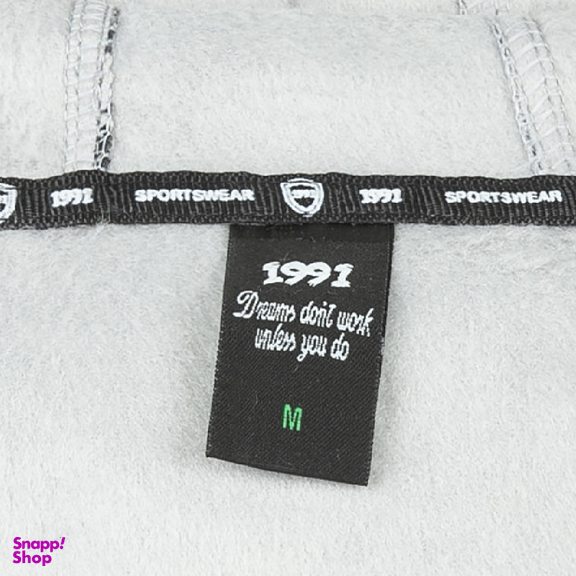 1991 SPORTSWEAR 1991 SPORTSWEAR
1991
Dreams don't work
unless you do
M
Snapp!
Shop